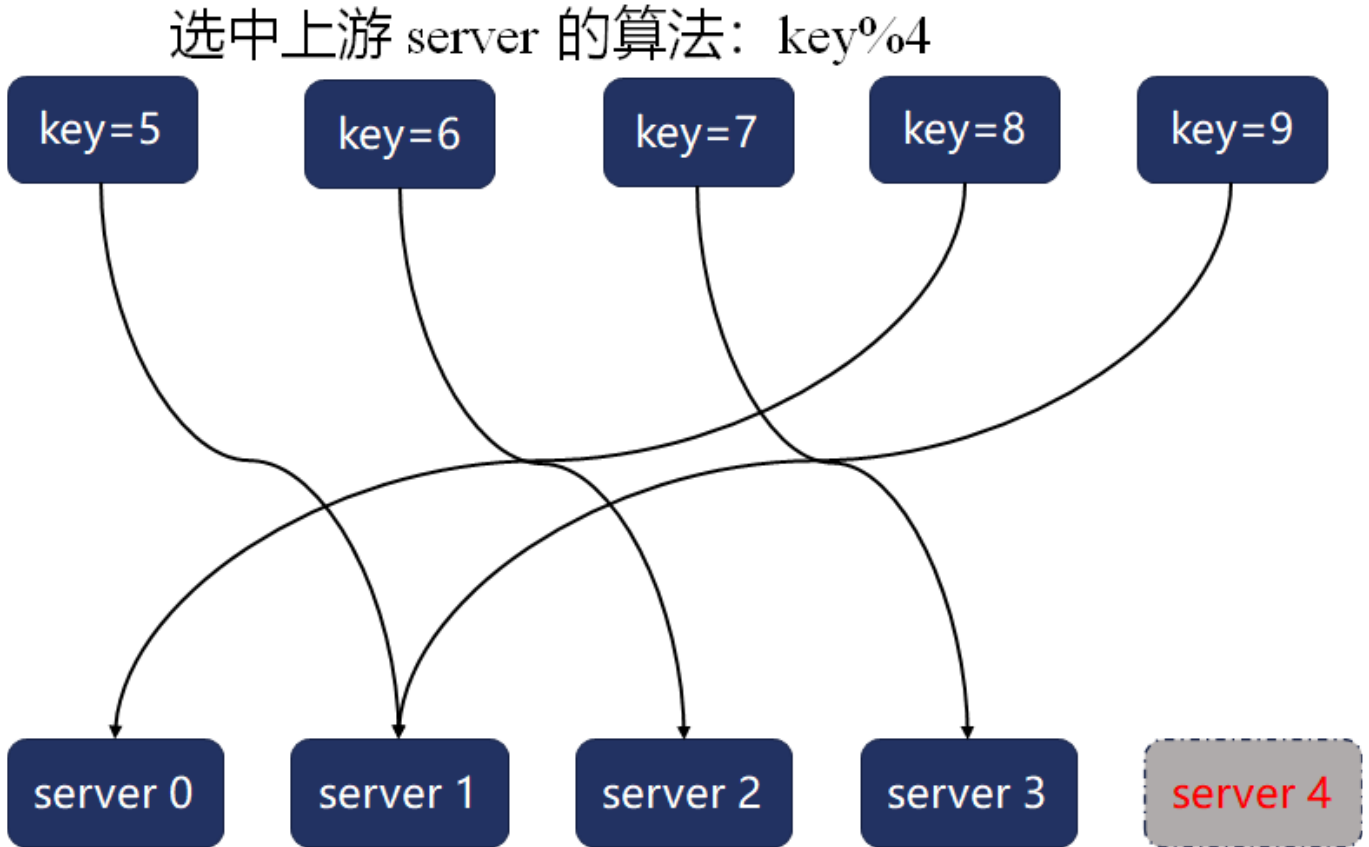 选中上游 server 的算法：key%4
key=5
key=6
key=7
key=8
key=9
server 0
server 1
server 2
server 3
server 4